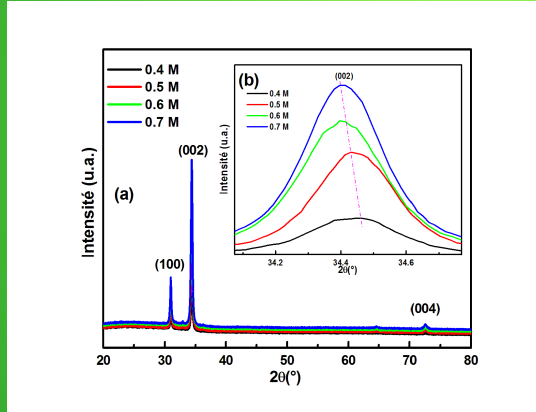 0.4 M
0.5 M
0.6 M
0.7 M
(a)
(100)
(002)
(004)
Intensité (u.a.)
20 30 40 50 60 70 80
2θ(°)
(b)
(002)
0.4 M
0.5 M
0.6 M
0.7 M
Intensité (u.a.)
34.2 34.4 34.6
2θ(°)